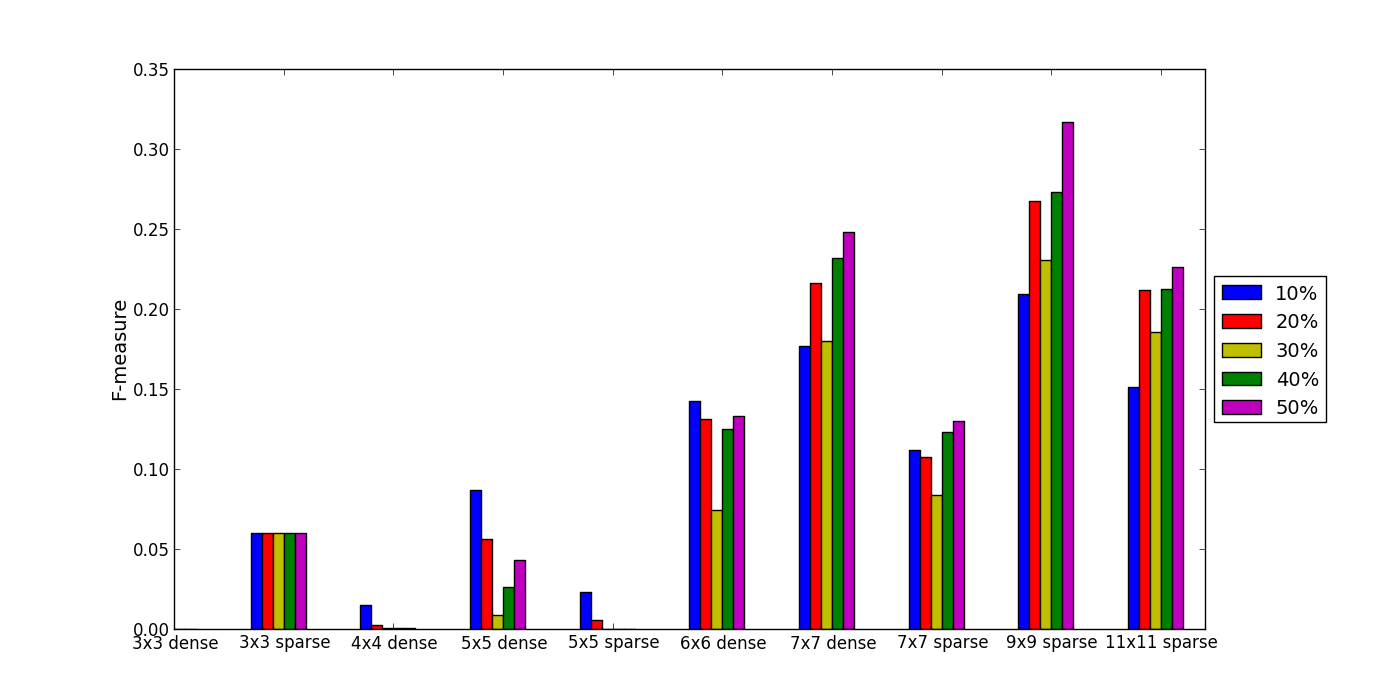 0.35
0.30
0.25
0.20
0.15
0.10
0.05
0.00
F-measure
3x3 dense
3x3 sparse
4x4 dense
5x5 dense
5x5 sparse
6x6 dense
7x7 dense
7x7 sparse
9x9 sparse
11x11 sparse
10%
20%
30%
40%
50%